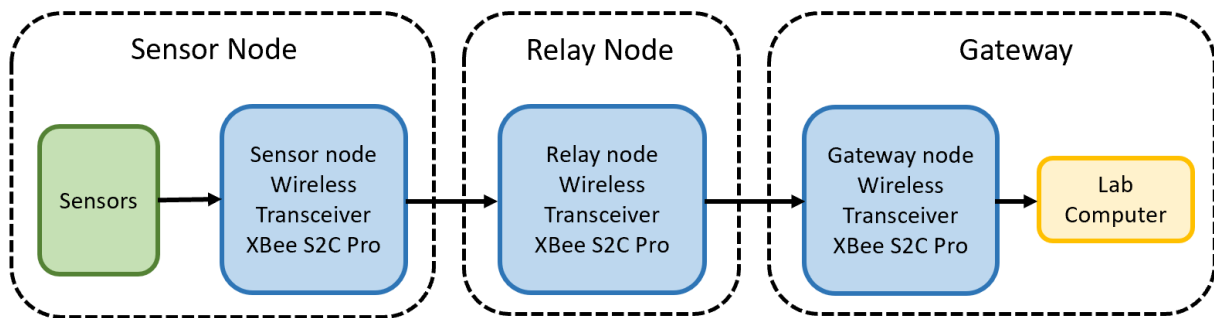 Sensor Node
Relay Node
Gateway
Sensors
Sensor node
Wireless
Transceiver
XBee S2C Pro
Relay node
Wireless
Transceiver
XBee S2C Pro
Gateway node
Wireless
Transceiver
XBee S2C Pro
Lab
Computer